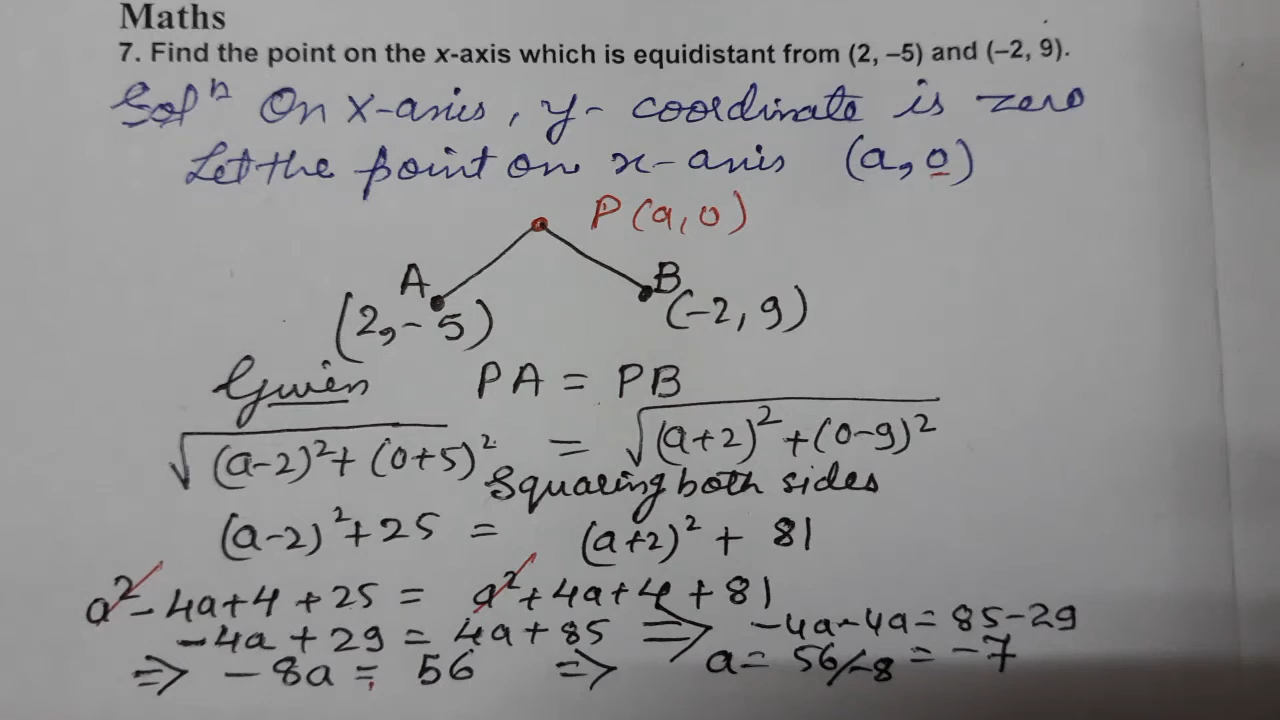 Maths
7. Find the point on the x-axis which is equidistant from (2, –5) and (–2, 9).
Solⁿ On X-axis, y-coordinate is zero
Let the point on x-axis (a, 0)
P(a, 0)
A
B
(2, -5)
(-2, 9)
Given PA = PB
√(a-2)²+(0+5)² = √(a+2)²+(0-9)²
Squaring both sides
(a-2)²+25 = (a+2)² + 81
a²-4a+4+25 = a²+4a+4+81
-4a+29 = 4a+85 ⇒ -4a-4a=85-29
⇒ -8a = 56 ⇒ a = 56/-8 = -7